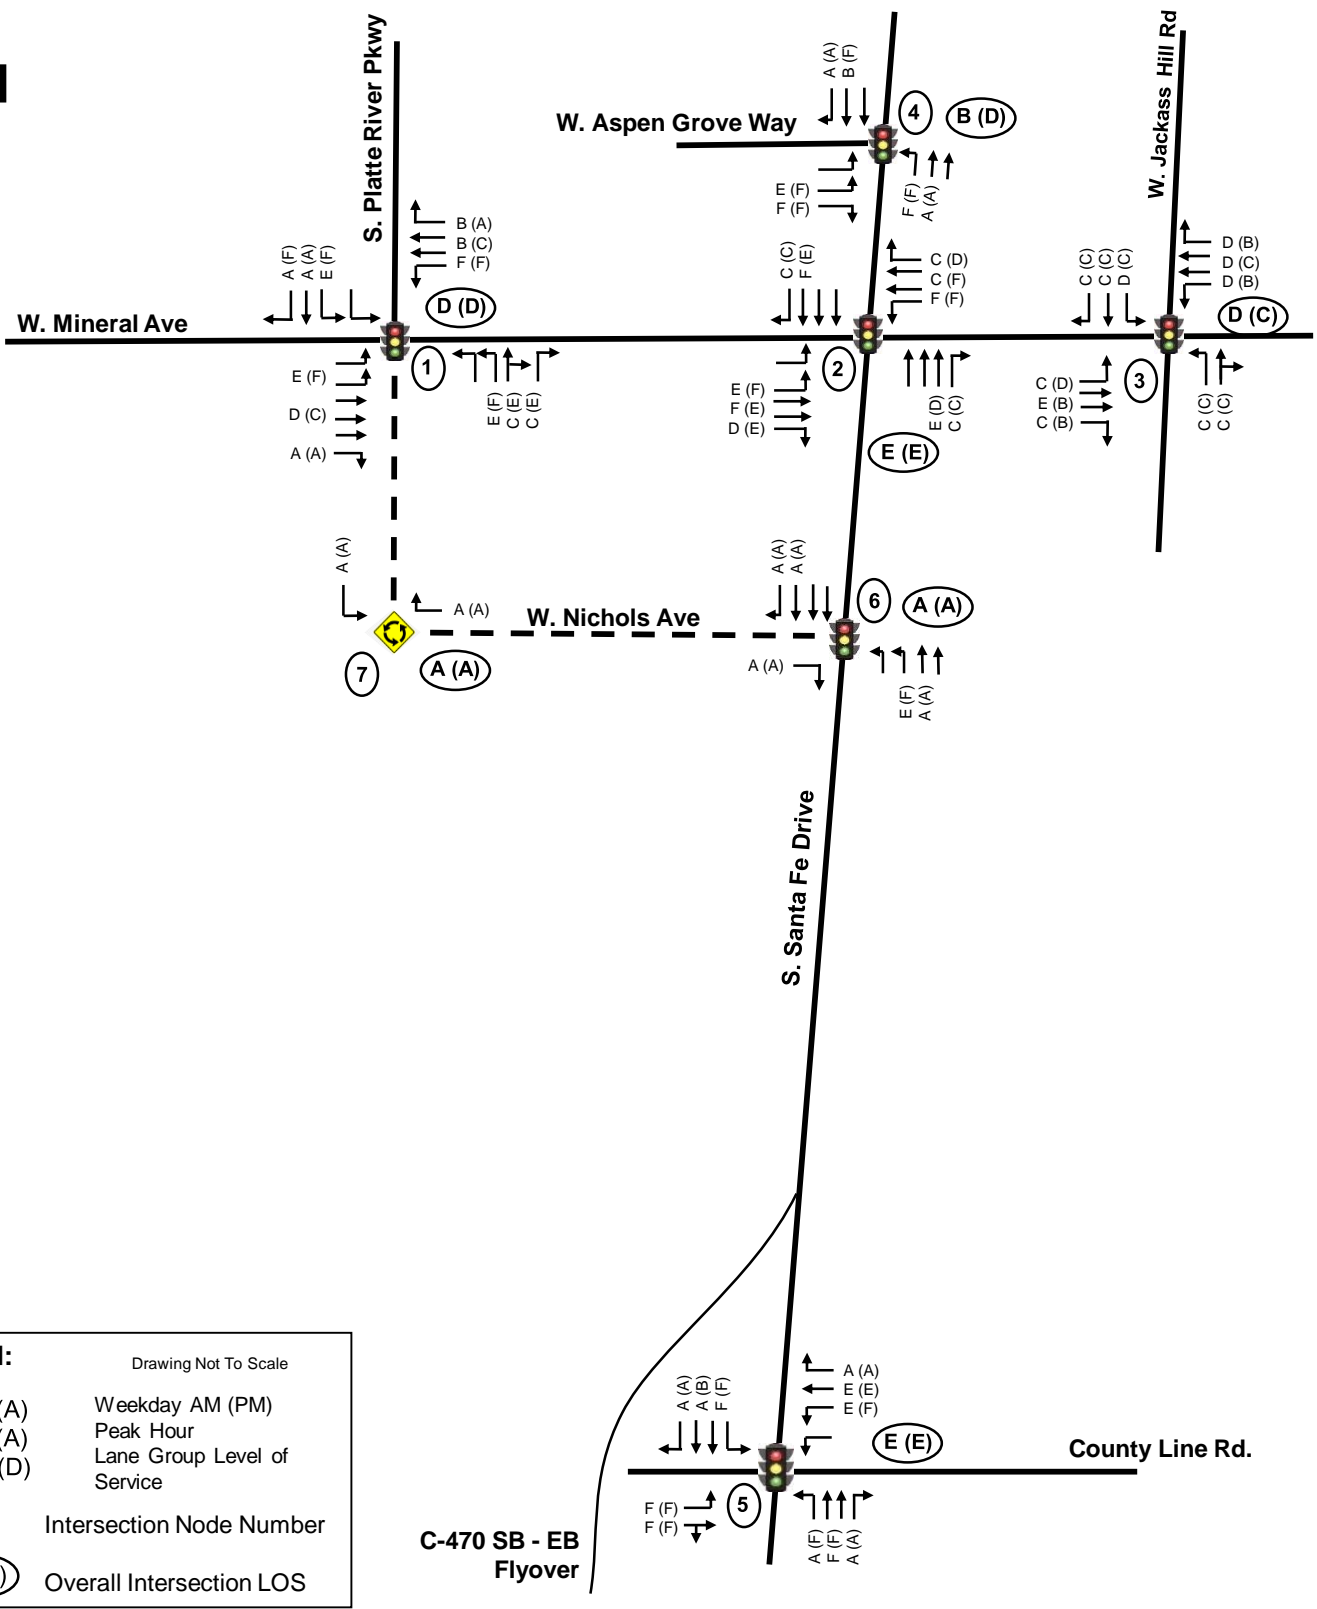 S. Platte River Pkwy
W. Jackass Hill Rd
A (A)
B (F)
4
B (D)
W. Aspen Grove Way
E (F)
F (F)
F (F)
A (A)
A (F)
A (A)
E (F)
B (A)
B (C)
F (F)
D (D)
W. Mineral Ave
1
E (F)
D (C)
A (A)
E (F)
C (E)
C (E)
C (C)
F (E)
C (D)
C (F)
F (F)
2
E (F)
F (E)
D (E)
E (D)
C (C)
E (E)
C (C)
C (C)
D (C)
D (B)
D (C)
D (B)
D (C)
3
C (D)
E (B)
C (B)
C (C)
C (C)
A (A)
A (A)
W. Nichols Ave
7
A (A)
A (A)
A (A)
6
A (A)
A (A)
E (F)
A (A)
S. Santa Fe Drive
A (A)
A (B)
F (F)
A (A)
E (E)
E (F)
E (E)
County Line Rd.
5
F (F)
F (F)
A (F)
F (F)
A (A)
C-470 SB - EB
Flyover
Drawing Not To Scale
(A) Weekday AM (PM)
(A) Peak Hour
(D) Lane Group Level of
Service
Intersection Node Number
Overall Intersection LOS